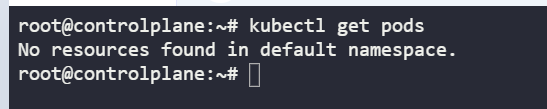 root@controlplane:~# kubectl get pods
No resources found in default namespace.
root@controlplane:~#